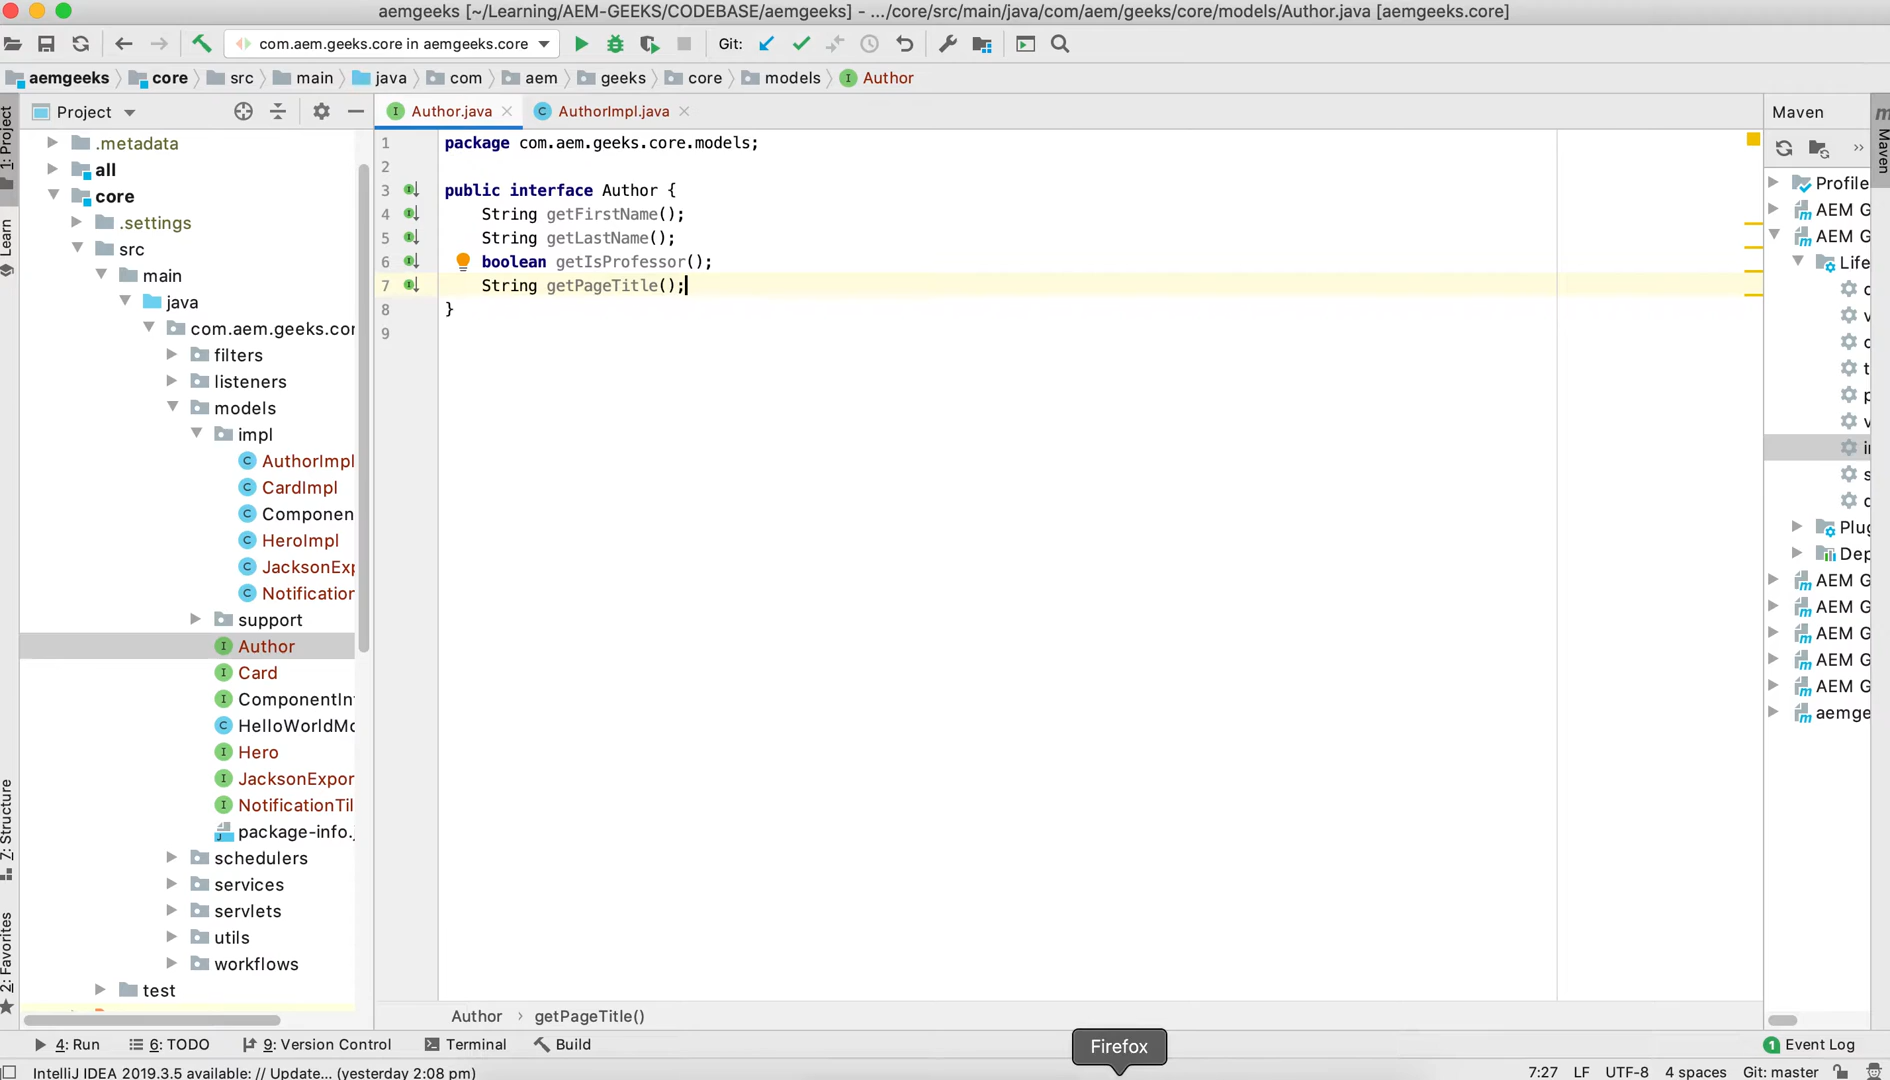 aemgeeks [~/Learning/AEM-GEEKS/CODEBASE/aemgeeks] - .../core/src/main/java/com/aem/geeks/core/models/Author.java [aemgeeks.core]
com.aem.geeks.core in aemgeeks.core
Git:
aemgeeks core src main java com aem geeks core models Author
Project
Author.java
AuthorImpl.java
Maven
1: Project
Learn
7: Structure
2: Favorites
.metadata
all
core
.settings
src
main
java
com.aem.geeks.cor
filters
listeners
models
impl
AuthorImpl
CardImpl
Componen
HeroImpl
JacksonExp
Notification
support
Author
Card
ComponentInt
HelloWorldMo
Hero
JacksonExpor
NotificationTil
package-info.
schedulers
services
servlets
utils
workflows
test
1 package com.aem.geeks.core.models;
2
3 public interface Author {
4 String getFirstName();
5 String getLastName();
6 boolean getIsProfessor();
7 String getPageTitle();
8 }
9
Maven
Profile
AEM G
AEM G
Life
v
t
p
v
s
Plug
Dep
AEM G
AEM G
AEM G
AEM G
AEM G
aemge
Author › getPageTitle()
4: Run
6: TODO
9: Version Control
Terminal
Build
Firefox
1 Event Log
IntelliJ IDEA 2019.3.5 available: // Update... (yesterday 2:08 pm)
7:27 LF UTF-8 4 spaces Git: master